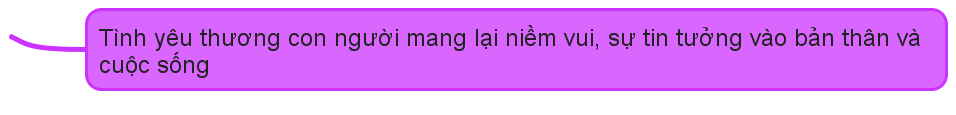 Tình yêu thương con người mang lại niềm vui, sự tin tưởng vào bản thân và
cuộc sống